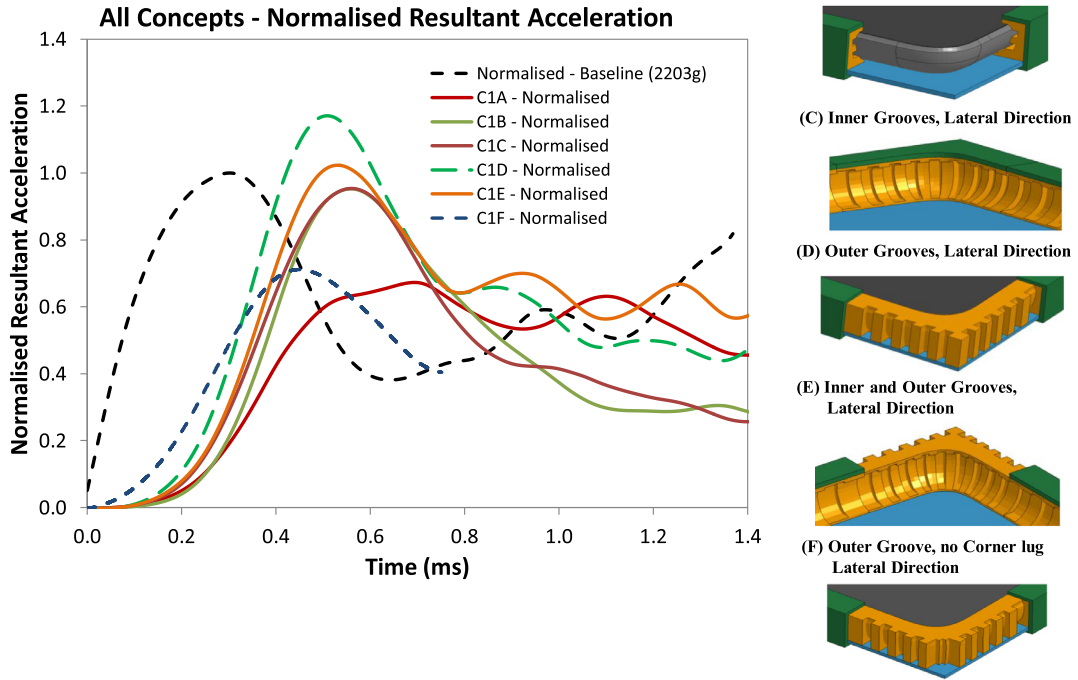 All Concepts - Normalised Resultant Acceleration
Normalised Resultant Acceleration
1.4
1.2
1.0
0.8
0.6
0.4
0.2
0.0
0.0 0.2 0.4 0.6 0.8 1.0 1.2 1.4
Time (ms)
Normalised - Baseline (2203g)
C1A - Normalised
C1B - Normalised
C1C - Normalised
C1D - Normalised
C1E - Normalised
C1F - Normalised
(C) Inner Grooves, Lateral Direction
(D) Outer Grooves, Lateral Direction
(E) Inner and Outer Grooves,
Lateral Direction
(F) Outer Groove, no Corner lug
Lateral Direction